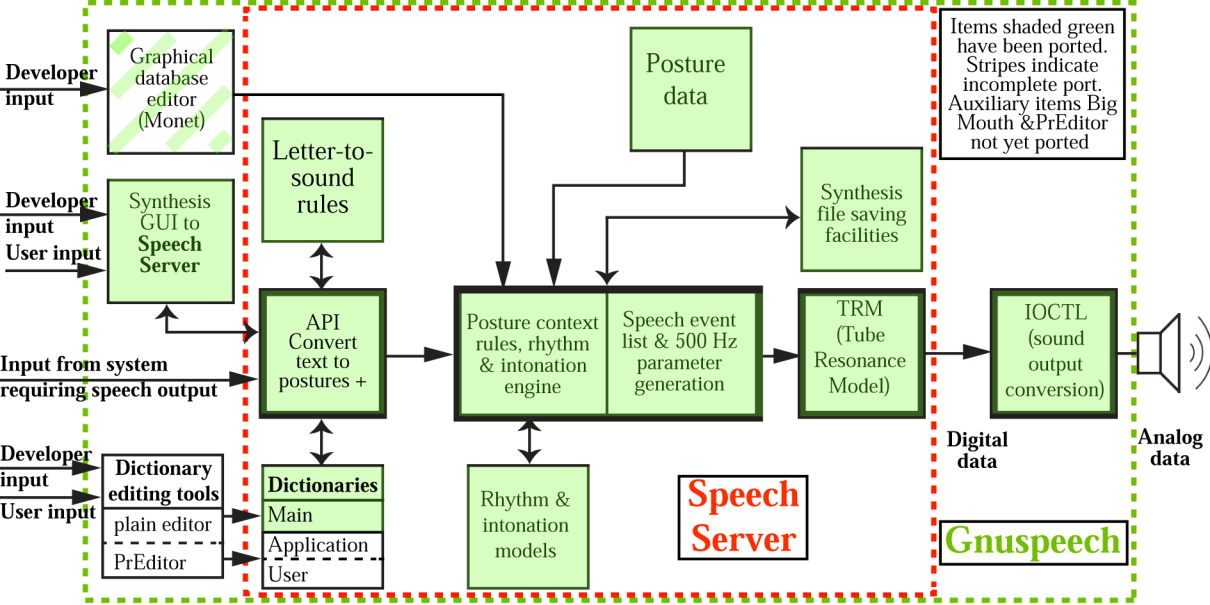 Developer
input
Graphical
database
editor
(Monet)
Developer
input
User input
Synthesis
GUI to
Speech
Server
Input from system
requiring speech output
Developer
input
User input
Dictionary
editing tools
plain editor
PrEditor
Letter-to-
sound
rules
API
Convert
text to
postures +
Dictionaries
Main
Application
User
Posture
data
Synthesis
file saving
facilities
Posture context
rules, rhythm
& intonation
engine
Speech event
list & 500 Hz
parameter
generation
Rhythm &
intonation
models
TRM
(Tube
Resonance
Model)
Speech
Server
Items shaded green
have been ported.
Stripes indicate
incomplete port.
Auxiliary items Big
Mouth &PrEditor
not yet ported
IOCTL
(sound
output
conversion)
Digital
data
Analog
data
Gnuspeech